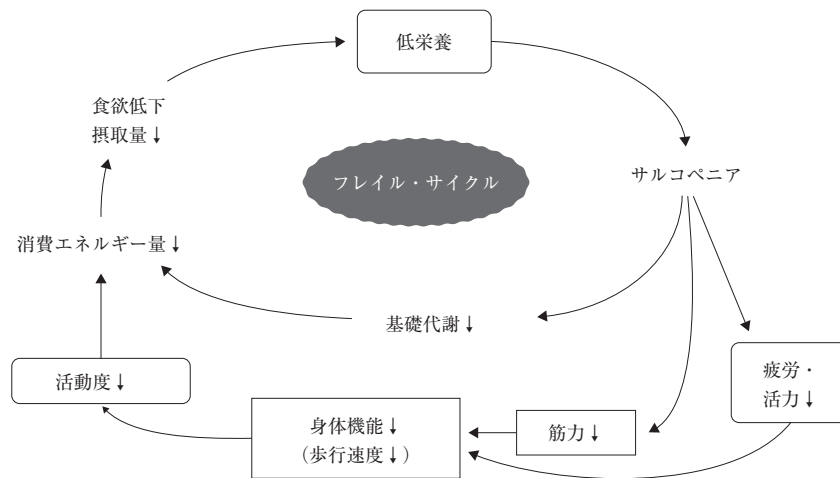 低栄養
食欲低下
摂取量↓
フレイル・サイクル
サルコペニア
消費エネルギー量↓
基礎代謝↓
活動度↓
疲労・
活力↓
身体機能↓
(歩行速度↓)
筋力↓